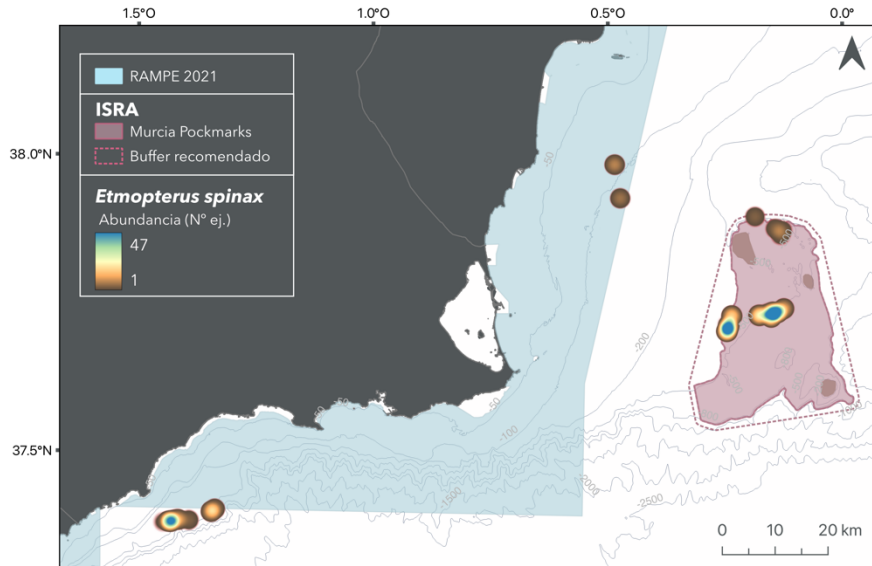 1.5°O 1.0°O 0.5°O 0.0°
38.0°N
37.5°N
RAMPE 2021
ISRA
Murcia Pockmarks
Buffer recomendado
Etmopterus spinax
Abundancia (Nº ej.)
47
1
-50
-200
-50
-100
-1500
-2000
-2500
0 10 20 km